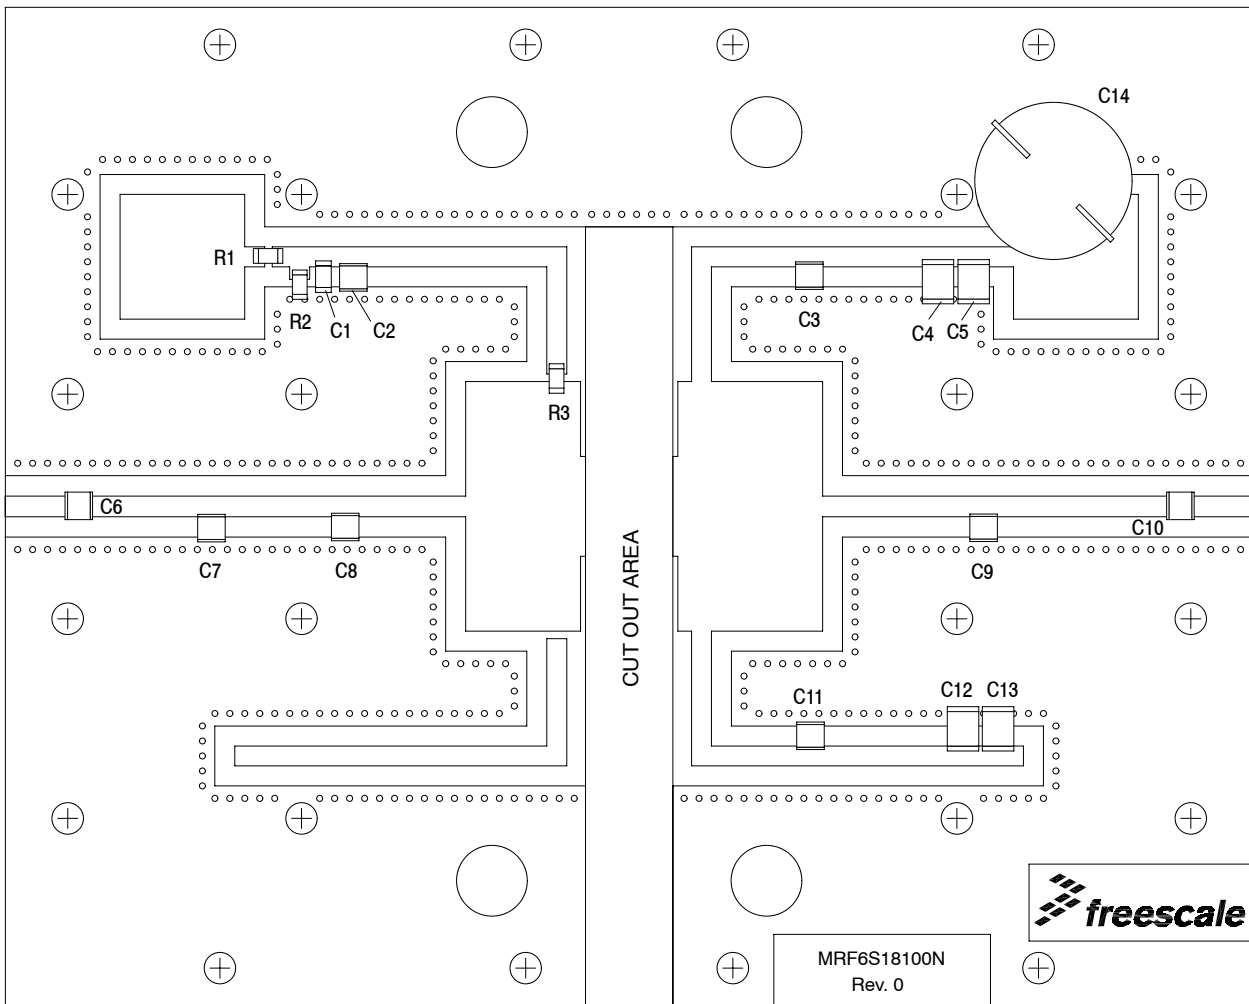 C14
R1
R2
C1
C2
C3
C4
C5
R3
C6
C7
C8
C9
C10
CUT OUT AREA
C11
C12
C13
freescale
MRF6S18100N
Rev. 0